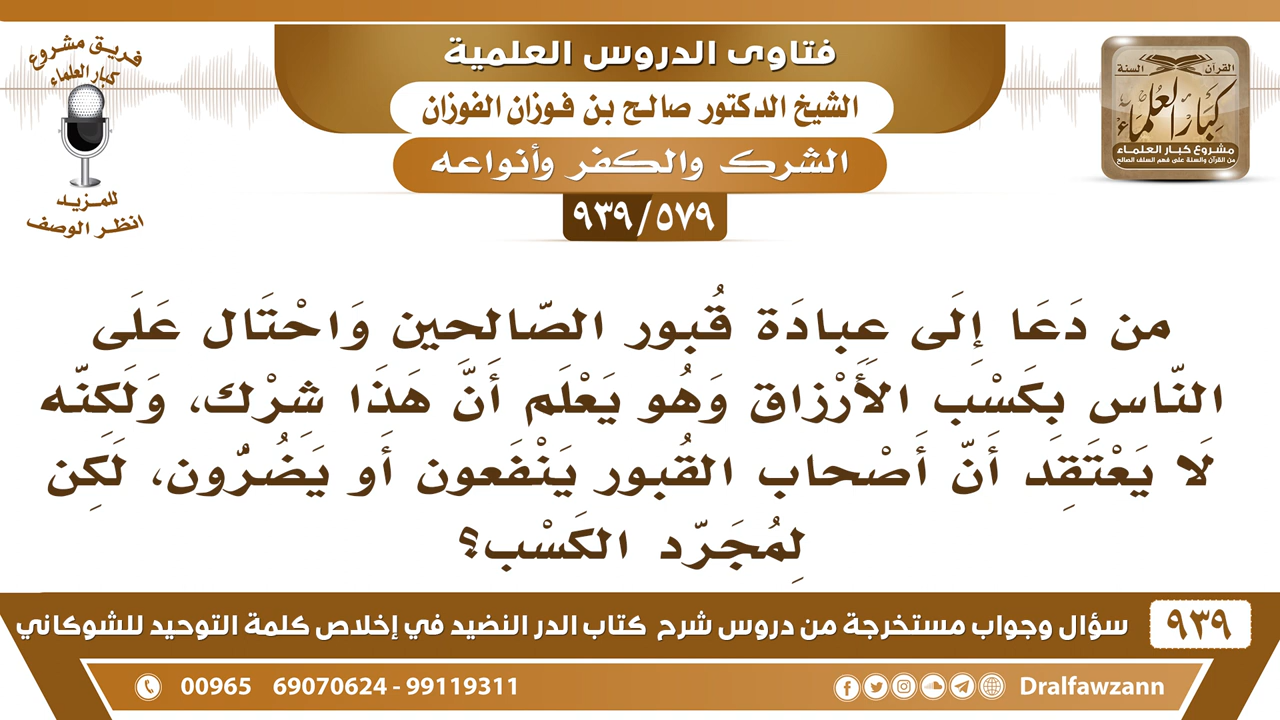 فتاوى الدروس العلمية
الشيخ الدكتور صالح بن فوزان الفوزان
الشرك والكفر وأنواعه
٩٣٩/٥٧٩
فريق مشروع
كبار العلماء
للمزيد
انظر الوصف
القرآن السنة
كبار العلماء
مشروع كبار العلماء
من القرآن والسنة على فهم السلف الصالح
من دَعَا إِلَى عبادَة قُبور الصّالحين وَاحْتَال عَلَى
النّاس بِكَسْب الأَرْزاق وَهُو يَعْلَم أَنَّ هَذَا شرْك، وَلَكنّه
لَا يَعْتَقِد أَنّ أَصْحاب القُبور يَنْفَعون أَو يَضُرُّون، لَكِن
لِمُجَرّد الكَسْب؟
٩٣٩
سؤال وجواب مستخرجة من دروس شرح كتاب الدر النضيد في إخلاص كلمة التوحيد للشوكاني
00965 69070624 - 99119311
Dralfawzann